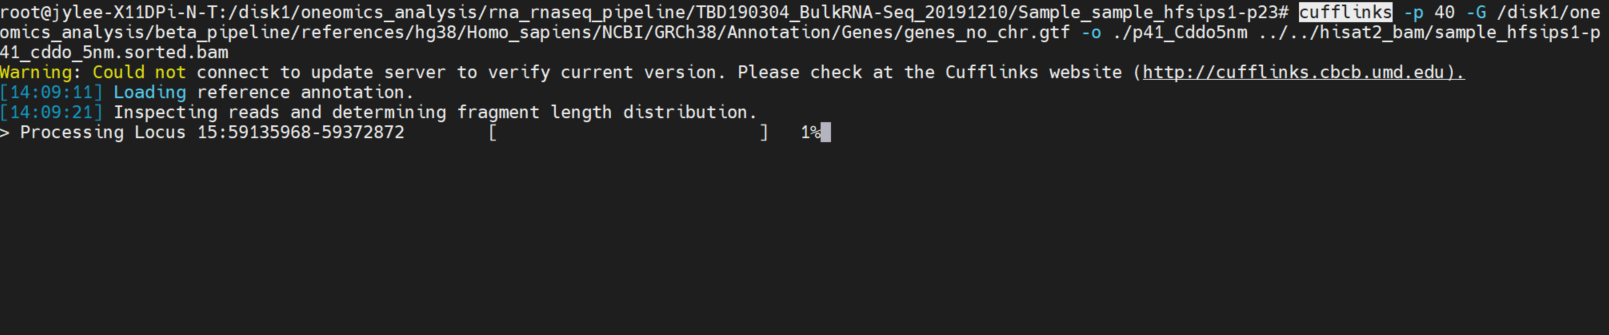 root@jylee-X11DPi-N-T:/disk1/oneomics_analysis/rna_rnaseq_pipeline/TBD190304_BulkRNA-Seq_20191210/Sample_sample_hfsips1-p23# cufflinks -p 40 -G /disk1/one
omics_analysis/beta_pipeline/references/hg38/Homo_sapiens/NCBI/GRCh38/Annotation/Genes/genes_no_chr.gtf -o ./p41_Cddo5nm ../../hisat2_bam/sample_hfsips1-p
41_cddo_5nm.sorted.bam
Warning: Could not connect to update server to verify current version. Please check at the Cufflinks website (http://cufflinks.cbcb.umd.edu).
[14:09:11] Loading reference annotation.
[14:09:21] Inspecting reads and determining fragment length distribution.
> Processing Locus 15:59135968-59372872        [                         ]   1%